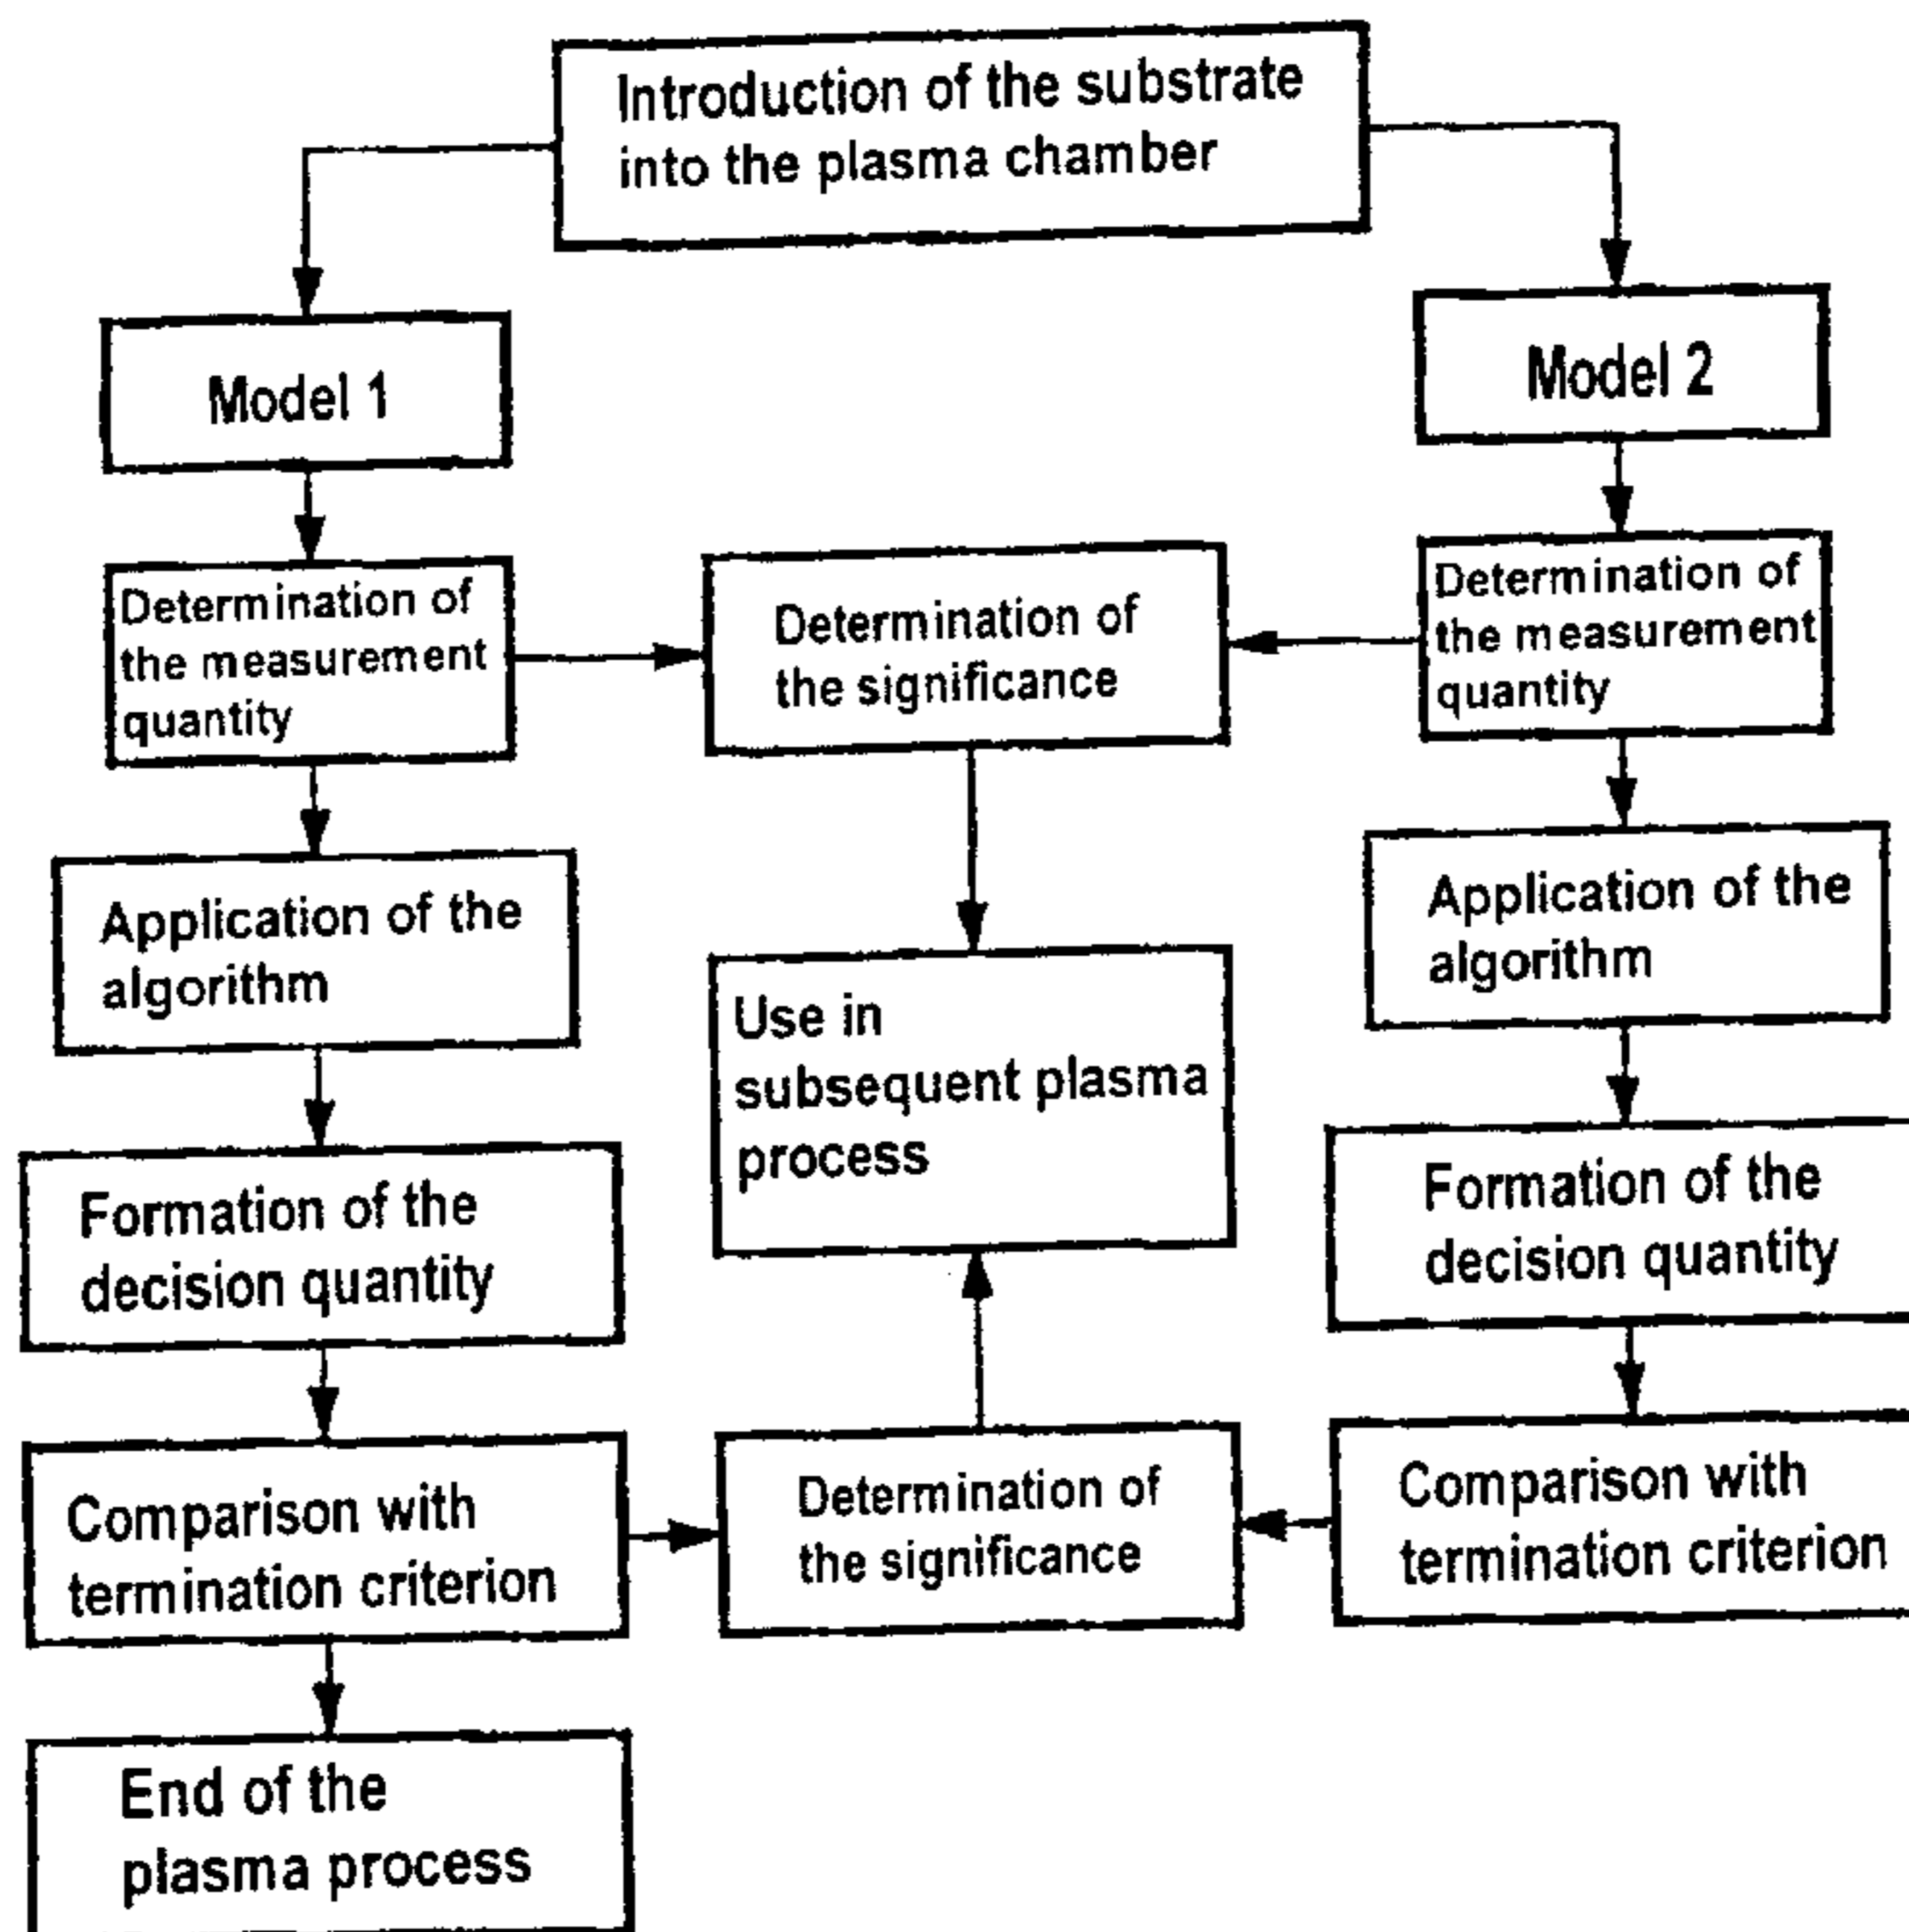 Introduction of the substrate
into the plasma chamber
Model 1
Model 2
Determination of
the measurement
quantity
Determination of
the significance
Determination of
the measurement
quantity
Application of the
algorithm
Use in
subsequent plasma
process
Application of the
algorithm
Formation of the
decision quantity
Formation of the
decision quantity
Comparison with
termination criterion
Determination of
the significance
Comparison with
termination criterion
End of the
plasma process